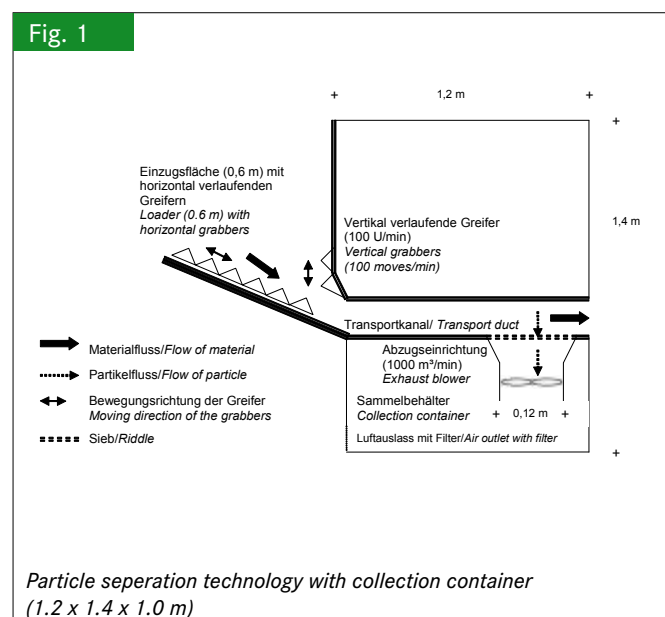 Fig. 1
1,2 m
Einzugsfläche (0,6 m) mit
horizontal verlaufenden
Greifern
Loader (0.6 m) with
horizontal grabbers
Vertikal verlaufende Greifer
(100 U/min)
Vertical grabbers
(100 moves/min)
1,4 m
Transportkanal/ Transport duct
Materialfluss/Flow of material
Partikelfluss/Flow of particle
Bewegungsrichtung der Greifer
Moving direction of the grabbers
Sieb/Riddle
Abzugseinrichtung
(1000 m³/min)
Exhaust blower
Sammelbehälter
Collection container
0,12 m
Luftauslass mit Filter/Air outlet with filter
Particle seperation technology with collection container
(1.2 x 1.4 x 1.0 m)